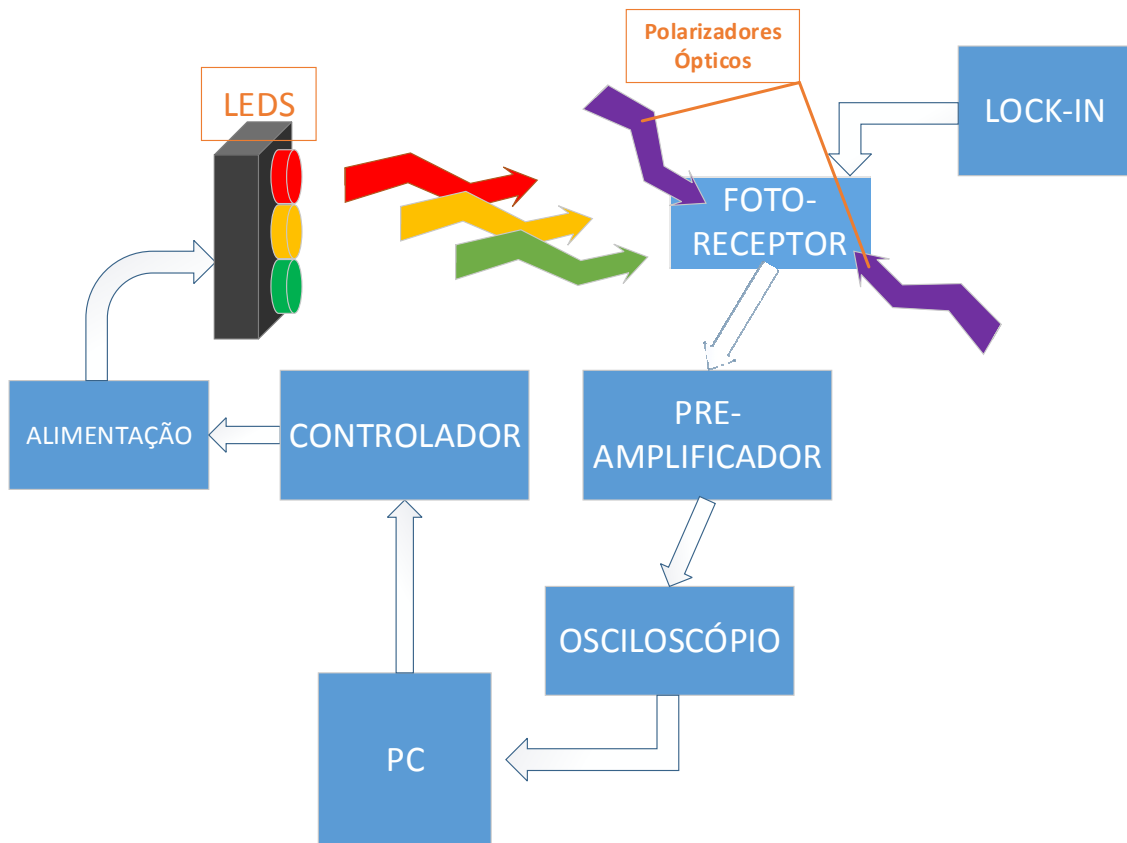 Polarizadores
Ópticos
LEDS
LOCK-IN
FOTO-
RECEPTOR
ALIMENTAÇÃO
CONTROLADOR
PRE-
AMPLIFICADOR
OSCILOSCÓPIO
PC